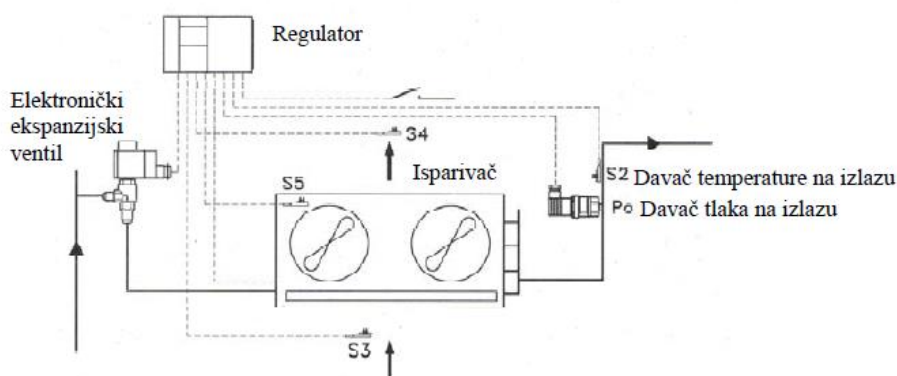 Regulator
Elektronički
ekspanzijski
ventil
S4
Isparivač
S5
S2 Davač temperature na izlazu
Po Davač tlaka na izlazu
S3